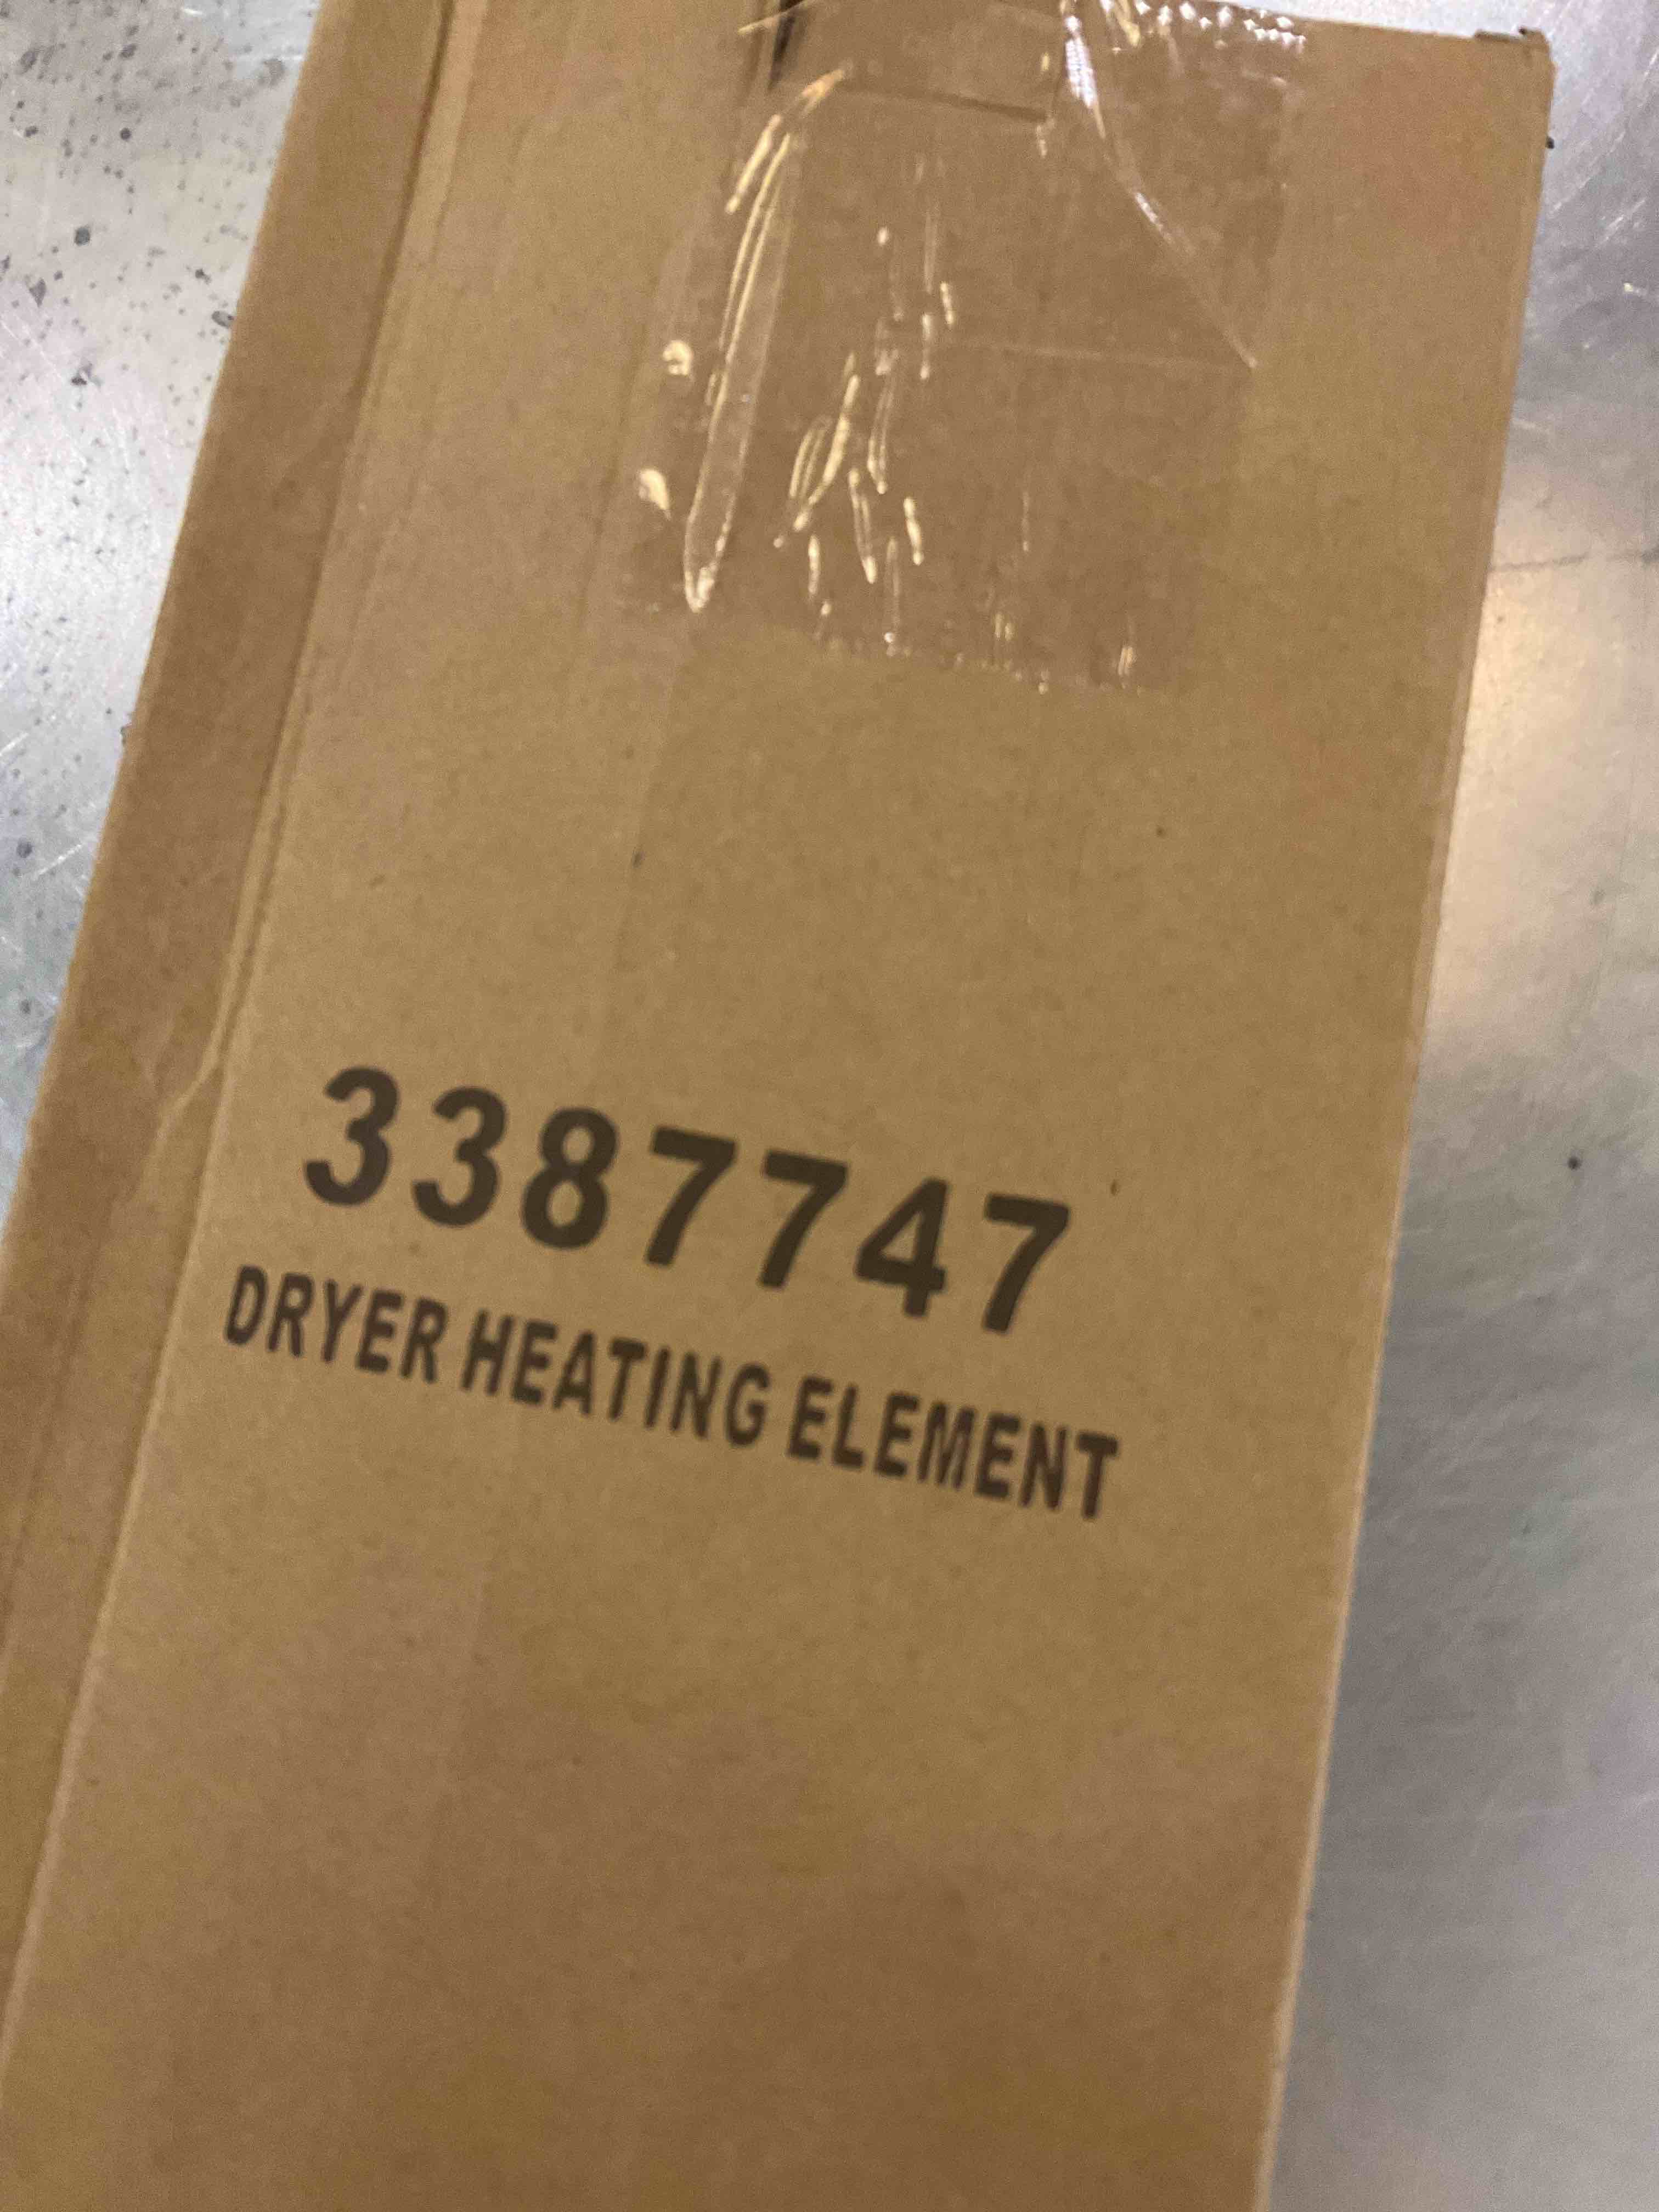 3387747
DRYER HEATING ELEMENT